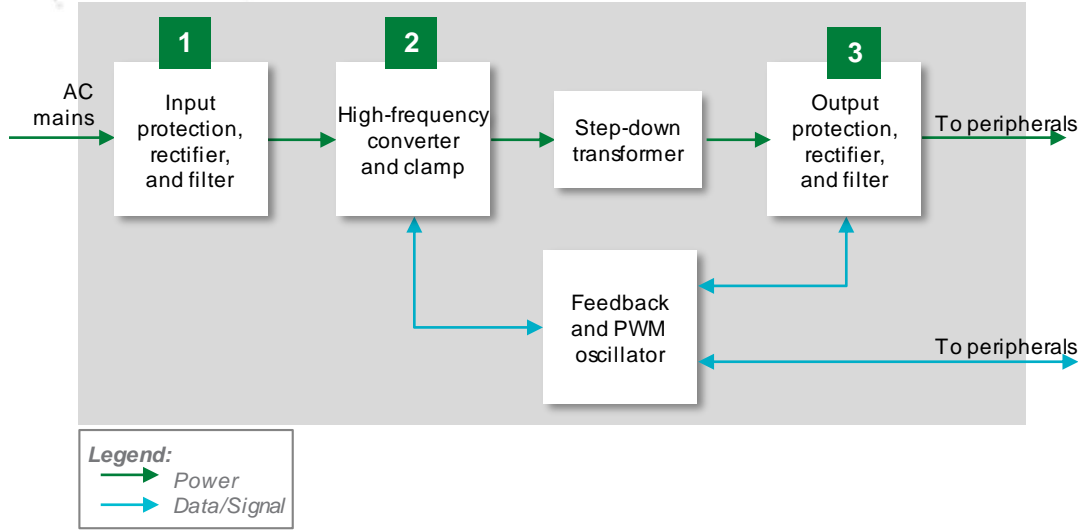 1
2
3
AC
mains
Input
protection,
rectifier,
and filter
High-frequency
converter
and clamp
Step-down
transformer
Output
protection,
rectifier,
and filter
To peripherals
Feedback
and PWM
oscillator
To peripherals
Legend:
Power
Data/Signal